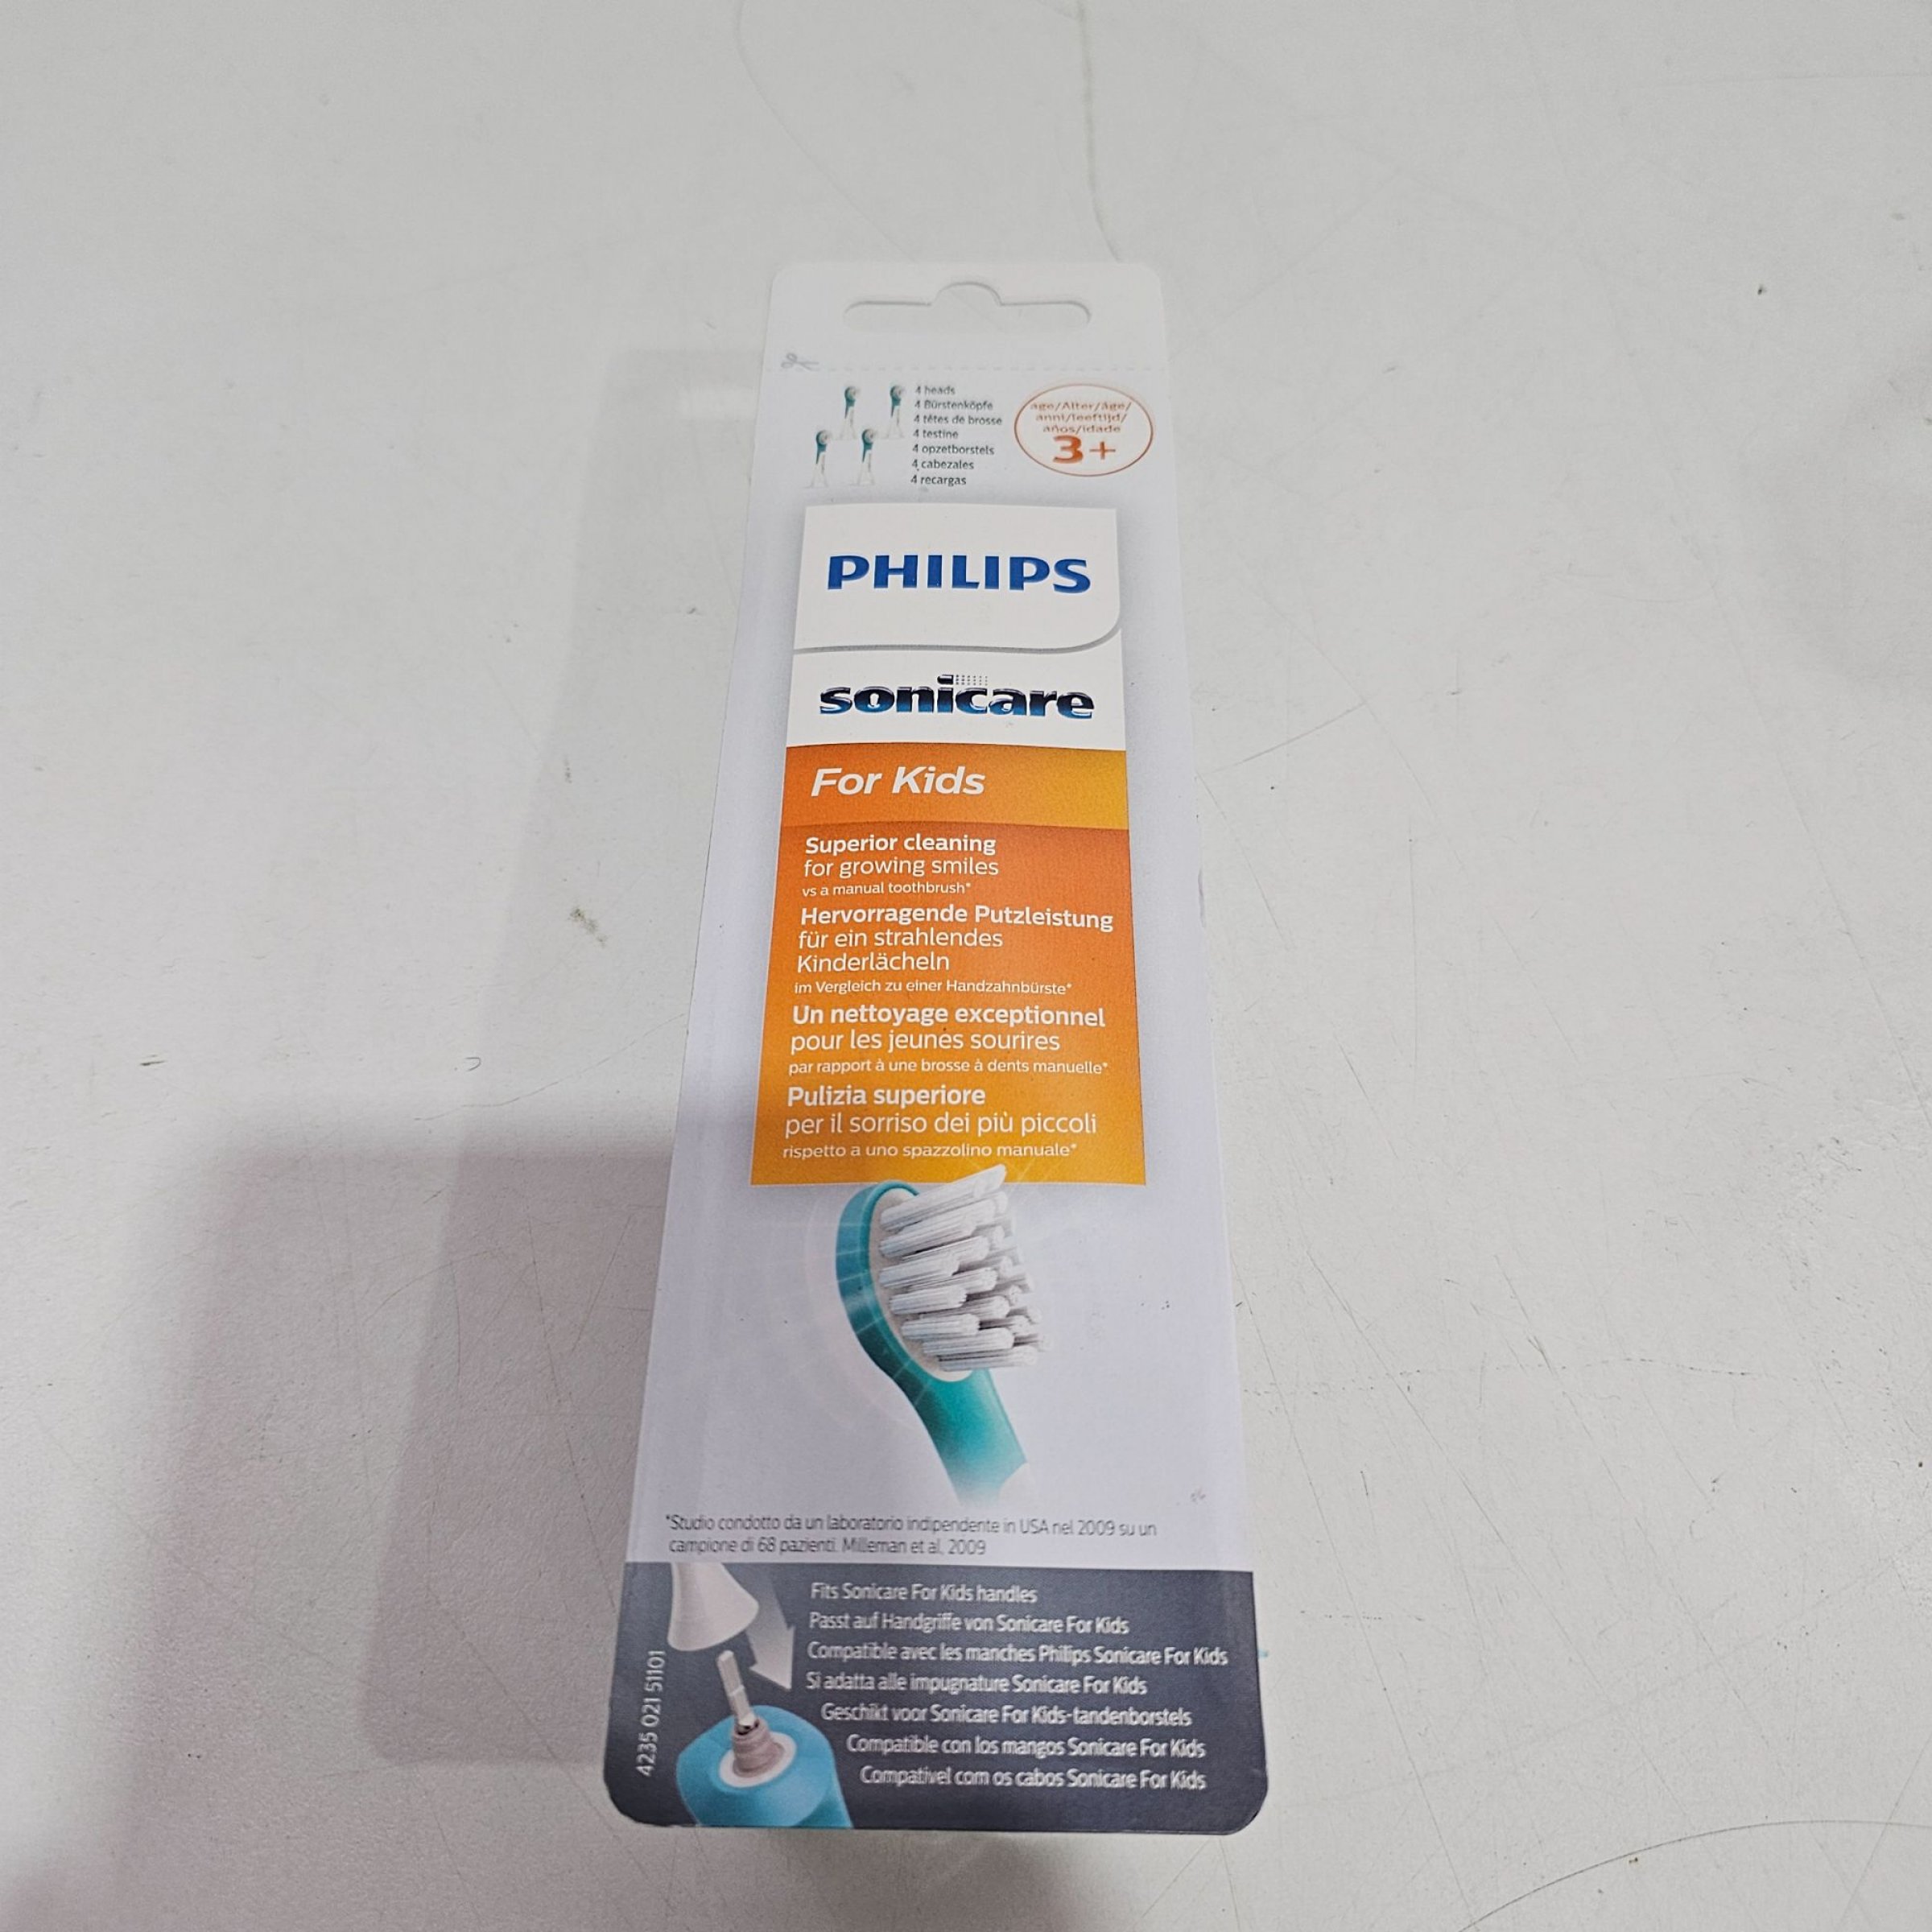 4 heads
4 Bürstenköpfe
4 têtes de brosse
4 testine
4 opzetborstels
4 cabezales
4 recargas
age/Alter/âge/
anni/leeftijd/
años/idade
3+
PHILIPS
sonicare
For Kids
Superior cleaning
for growing smiles
vs a manual toothbrush*
Hervorragende Putzleistung
für ein strahlendes
Kinderlächeln
im Vergleich zu einer Handzahnbürste*
Un nettoyage exceptionnel
pour les jeunes sourires
par rapport à une brosse à dents manuelle*
Pulizia superiore
per il sorriso dei più piccoli
rispetto a uno spazzolino manuale*
*Studio condotto da un laboratorio indipendente in USA nel 2009 su un
campione di 68 pazienti. Milleman et al, 2009
Fits Sonicare For Kids handles
Passt auf Handgriffe von Sonicare For Kids
Compatible avec les manches Philips Sonicare For Kids
Si adatta alle impugnature Sonicare For Kids
Geschikt voor Sonicare For Kids-tandenborstels
Compatible con los mangos Sonicare For Kids
Compatível com os cabos Sonicare For Kids
4235 021 51101